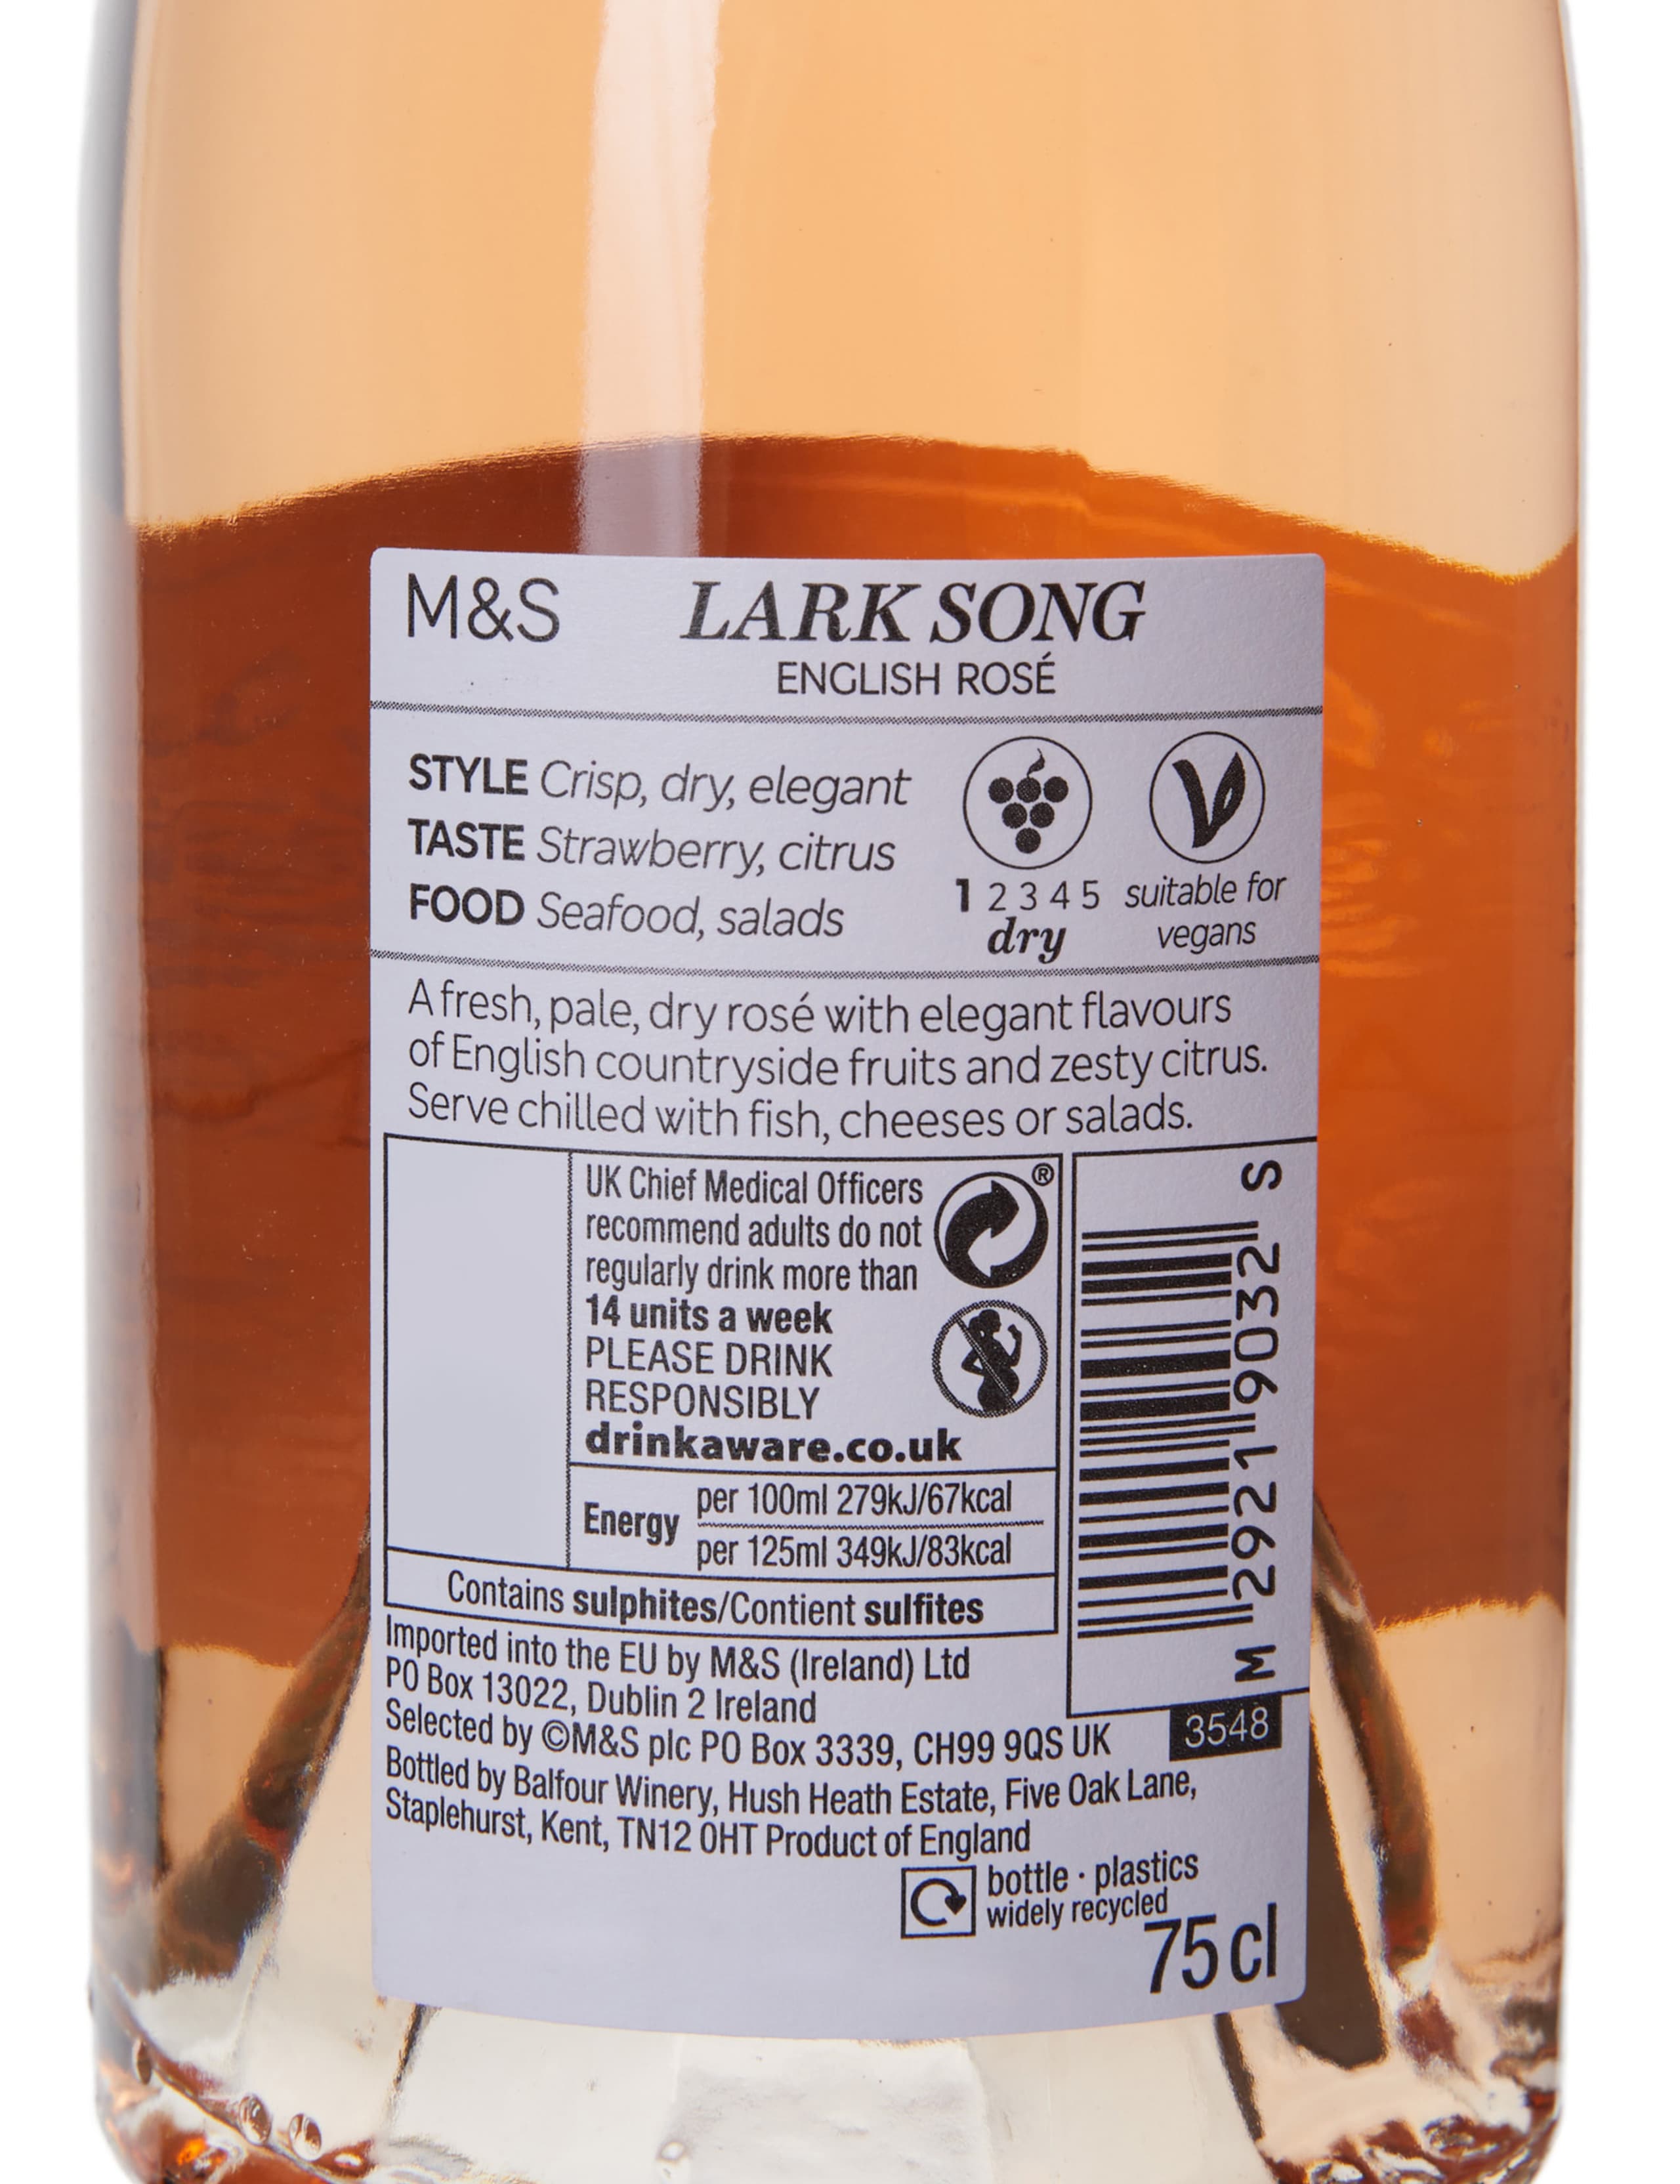 M&S
LARK SONG
ENGLISH ROSÉ
STYLE Crisp, dry, elegant
TASTE Strawberry, citrus
FOOD Seafood, salads
1 2 3 4 5
dry
suitable for
vegans
A fresh, pale, dry rosé with elegant flavours
of English countryside fruits and zesty citrus.
Serve chilled with fish, cheeses or salads.
UK Chief Medical Officers
recommend adults do not
regularly drink more than
14 units a week
PLEASE DRINK
RESPONSIBLY
drinkaware.co.uk
®
Energy
per 100ml 279kJ/67kcal
per 125ml 349kJ/83kcal
Contains sulphites/Contient sulfites
M 2921 9032 S
Imported into the EU by M&S (Ireland) Ltd
PO Box 13022, Dublin 2 Ireland
Selected by ©M&S plc PO Box 3339, CH99 9QS UK
3548
Bottled by Balfour Winery, Hush Heath Estate, Five Oak Lane,
Staplehurst, Kent, TN12 0HT Product of England
bottle · plastics
widely recycled
75 cl